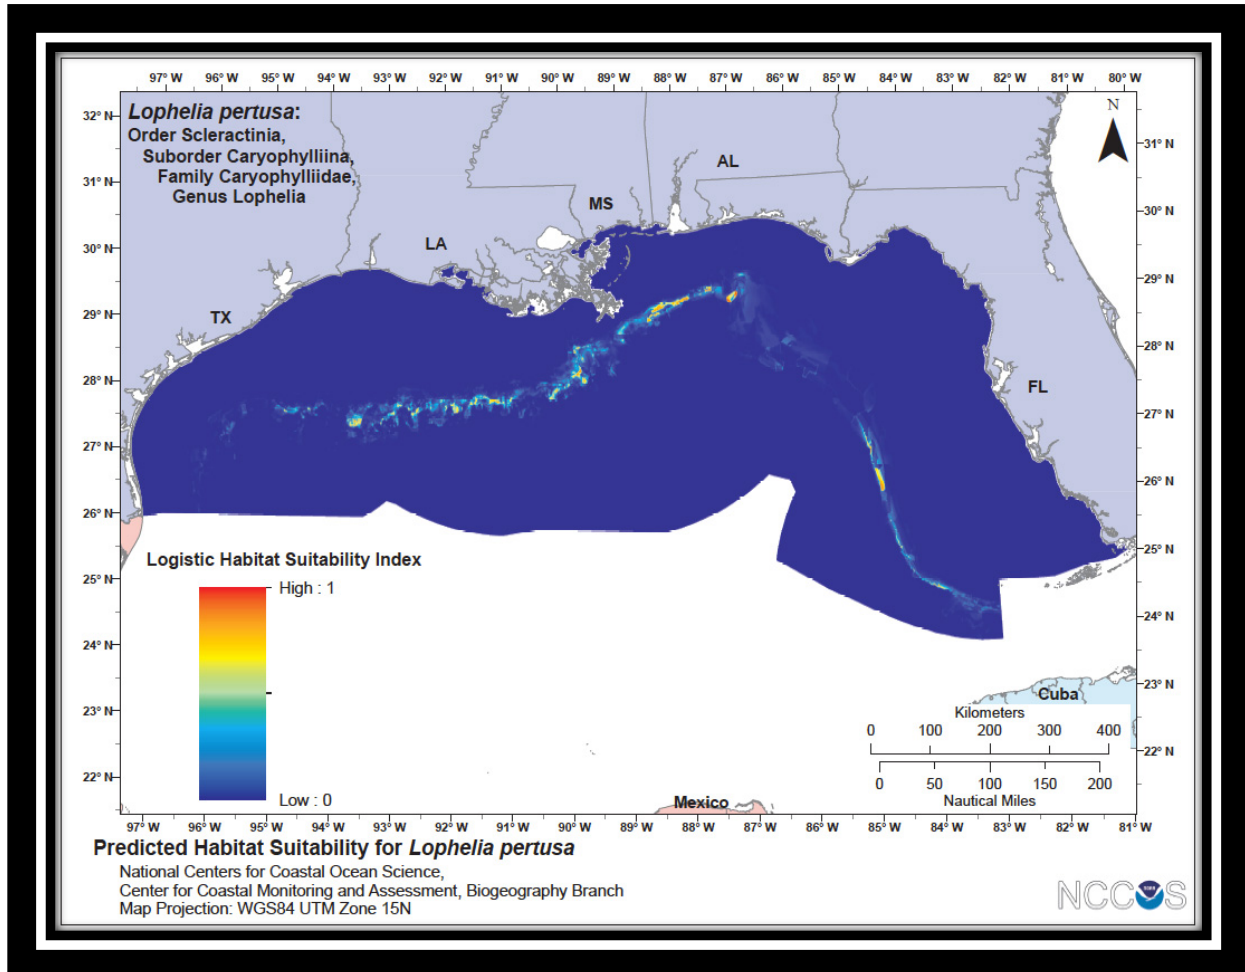 97° W 96° W 95° W 94° W 93° W 92° W 91° W 90° W 89° W 88° W 87° W 86° W 85° W 84° W 83° W 82° W 81° W 80° W
Lophelia pertusa:
Order Scleractinia,
Suborder Caryophylliina,
Family Caryophylliidae,
Genus Lophelia
N
32° N
31° N
30° N
29° N
28° N
27° N
26° N
25° N
24° N
23° N
22° N
31° N
30° N
29° N
28° N
27° N
26° N
25° N
24° N
23° N
22° N
AL
MS
LA
TX
FL
Logistic Habitat Suitability Index
High : 1
Low : 0
Cuba
Kilometers
0 100 200 300 400
0 50 100 150 200
Nautical Miles
Mexico
97° W 96° W 95° W 94° W 93° W 92° W 91° W 90° W 89° W 88° W 87° W 86° W 85° W 84° W 83° W 82° W 81° W
Predicted Habitat Suitability for Lophelia pertusa
National Centers for Coastal Ocean Science,
Center for Coastal Monitoring and Assessment, Biogeography Branch
Map Projection: WGS84 UTM Zone 15N
NCCOS